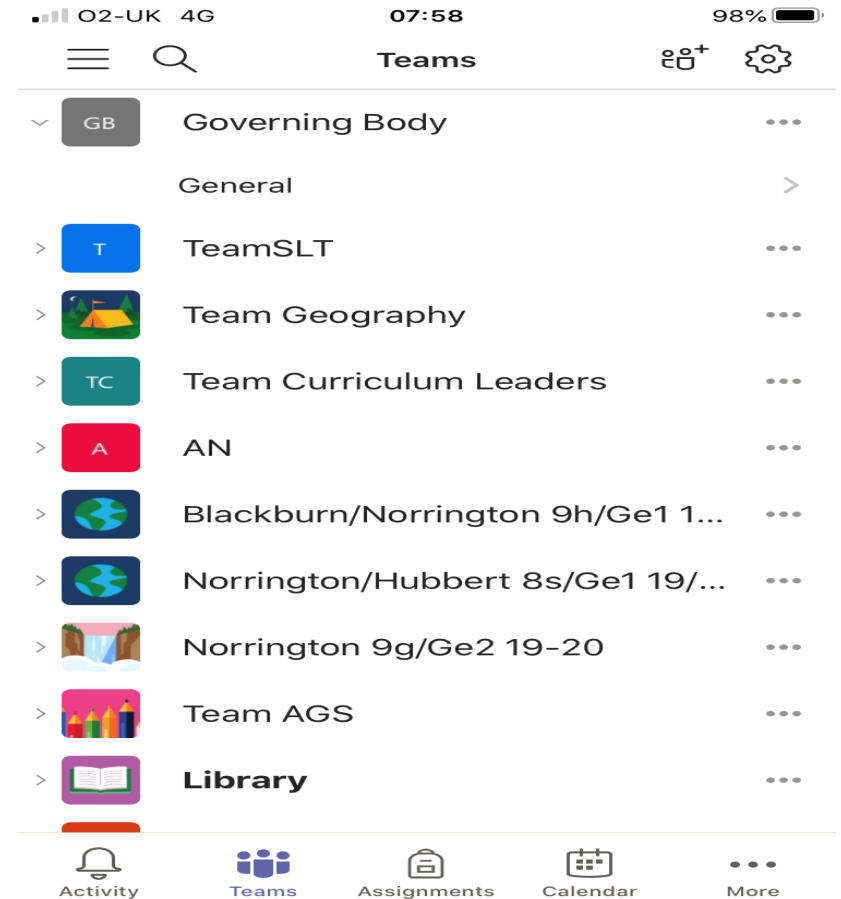 O2-UK 4G 07:58 98%
Teams
GB Governing Body
General
T TeamSLT
Team Geography
TC Team Curriculum Leaders
A AN
Blackburn/Norrington 9h/Ge1 1...
Norrington/Hubbert 8s/Ge1 19/...
Norrington 9g/Ge2 19-20
Team AGS
Library
Activity Teams Assignments Calendar More